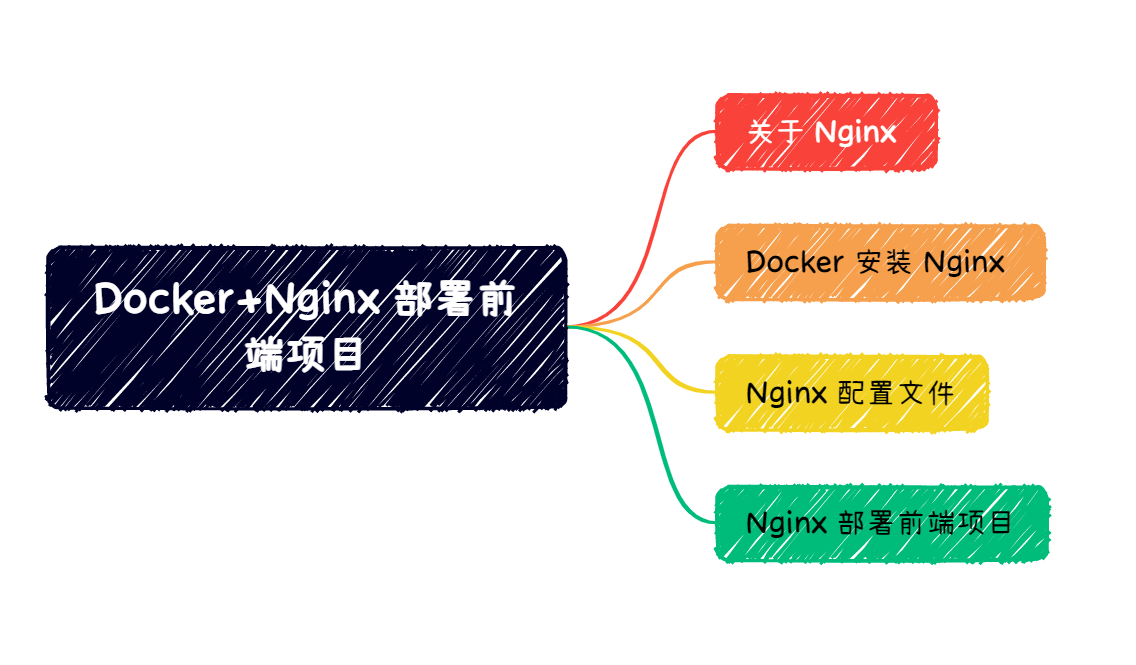 Docker+Nginx 部署前
端项目
关于 Nginx
Docker 安装 Nginx
Nginx 配置文件
Nginx 部署前端项目